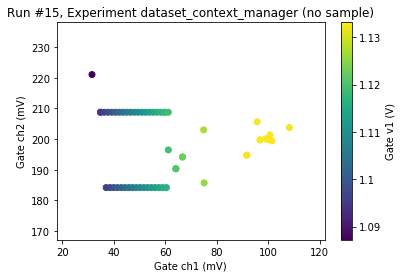 Run #15, Experiment dataset_context_manager (no sample)
230
220
210
200
190
180
170
Gate ch2 (mV)
20 40 60 80 100 120
Gate ch1 (mV)
1.13
1.12
1.11
1.1
1.09
Gate v1 (V)